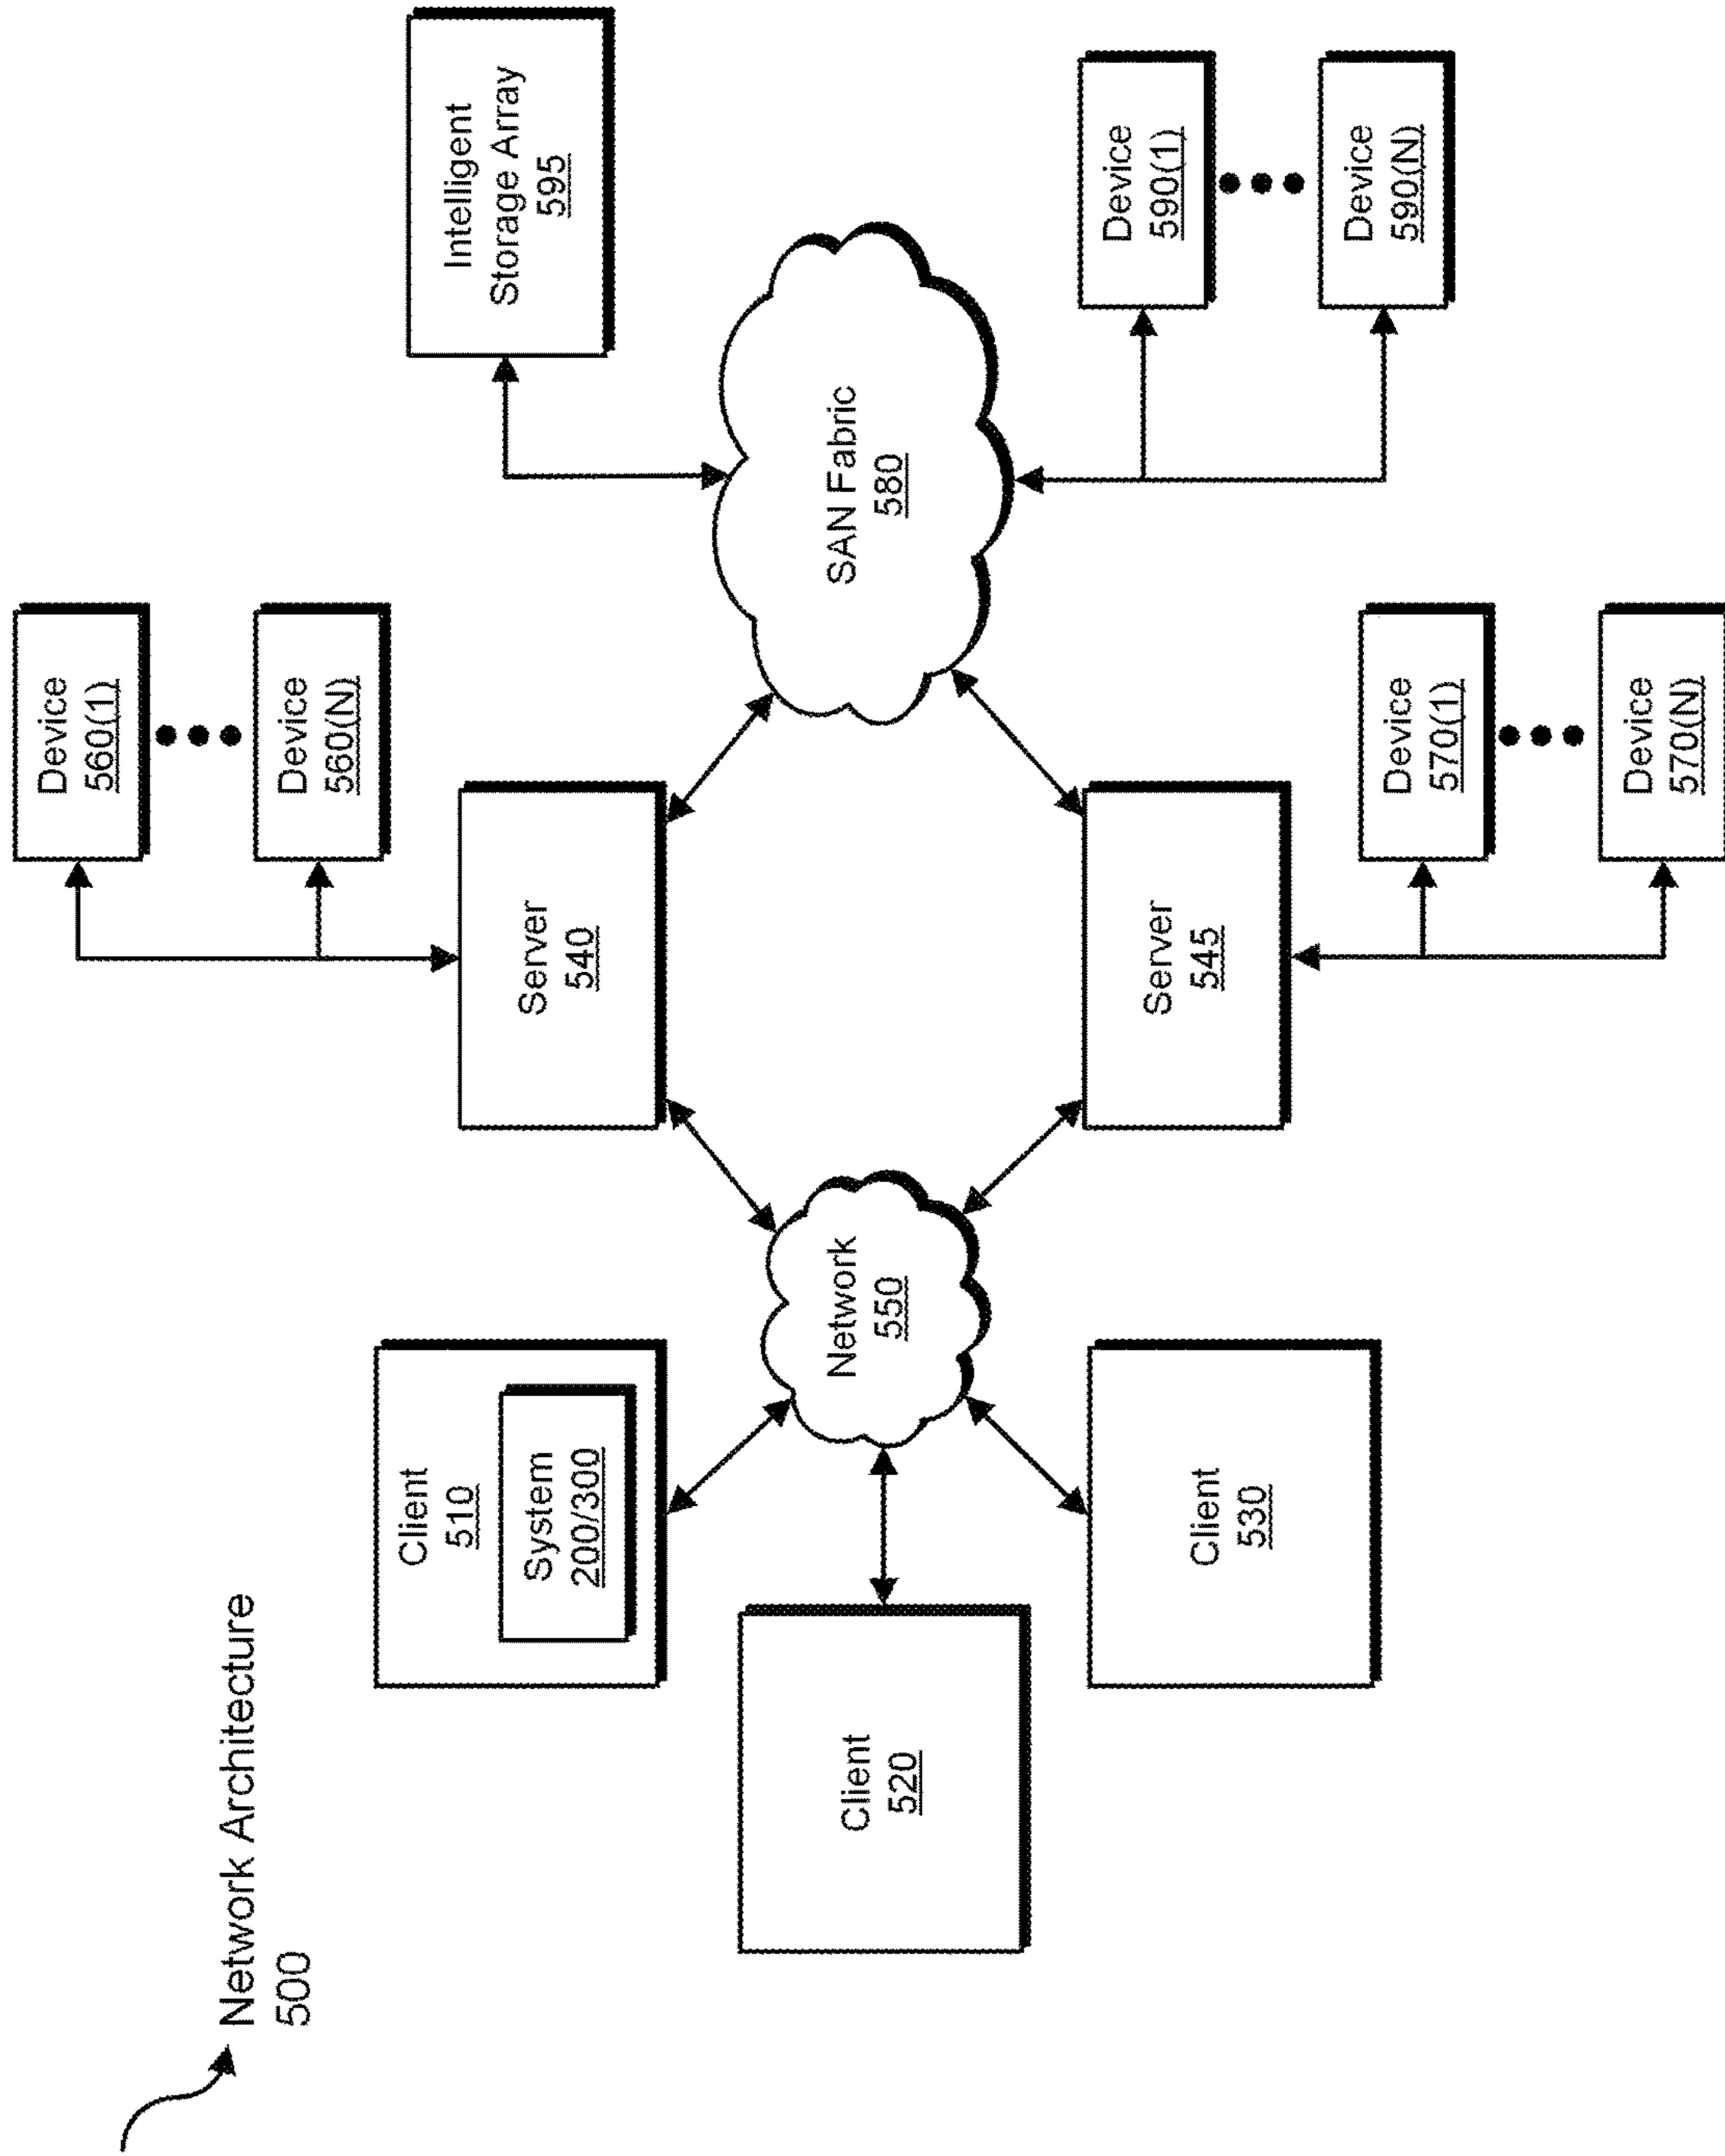 Network Architecture
500
Client
510
System
200/300
Client
520
Client
530
Network
550
Server
540
Server
545
Device
560(1)
Device
560(N)
Device
570(1)
Device
570(N)
SAN Fabric
580
Intelligent
Storage Array
595
Device
590(1)
Device
590(N)